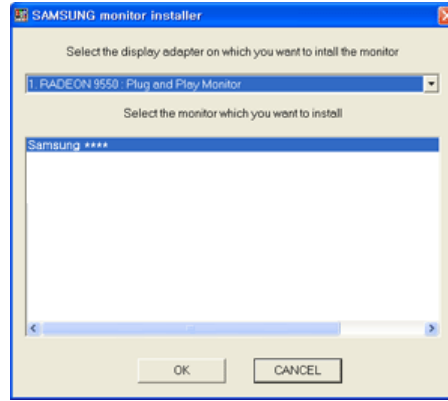 SAMSUNG monitor installer
Select the display adapter on which you want to intall the monitor
1. RADEON 9550 : Plug and Play Monitor
Select the monitor which you want to install
Samsung ****
OK CANCEL